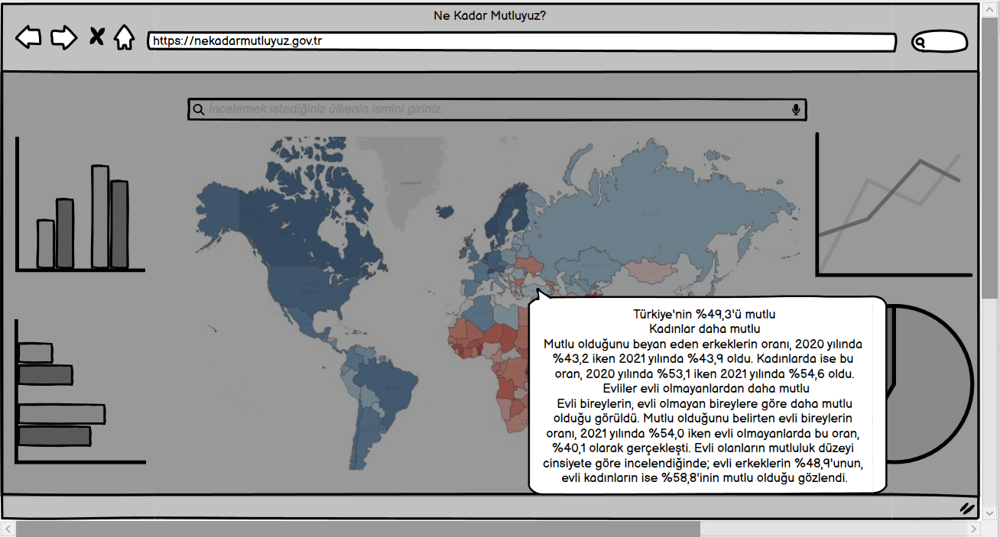 Ne Kadar Mutluyuz?
https://nekadarmutluyuz.gov.tr
İncelemek istediğiniz ülkenin ismini giriniz.
Greenland
Türkiye'nin %49,3'ü mutlu
Kadınlar daha mutlu
Mutlu olduğunu beyan eden erkeklerin oranı, 2020 yılında
%43,2 iken 2021 yılında %43,9 oldu. Kadınlarda ise bu
oran, 2020 yılında %53,1 iken 2021 yılında %54,6 oldu.
Evliler evli olmayanlardan daha mutlu
Evli bireylerin, evli olmayan bireylere göre daha mutlu
olduğu görüldü. Mutlu olduğunu belirten evli bireylerin
oranı, 2021 yılında %54,0 iken evli olmayanlarda bu oran,
%40,1 olarak gerçekleşti. Evli olanların mutluluk düzeyi
cinsiyete göre incelendiğinde; evli erkeklerin %48,9'unun,
evli kadınların ise %58,8'inin mutlu olduğu gözlendi.